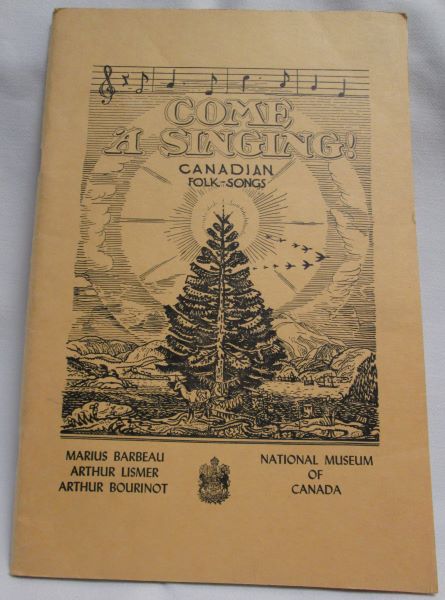 COME
A SINGING!
CANADIAN
FOLK-SONGS
MARIUS BARBEAU
ARTHUR LISMER
ARTHUR BOURINOT
NATIONAL MUSEUM
OF
CANADA